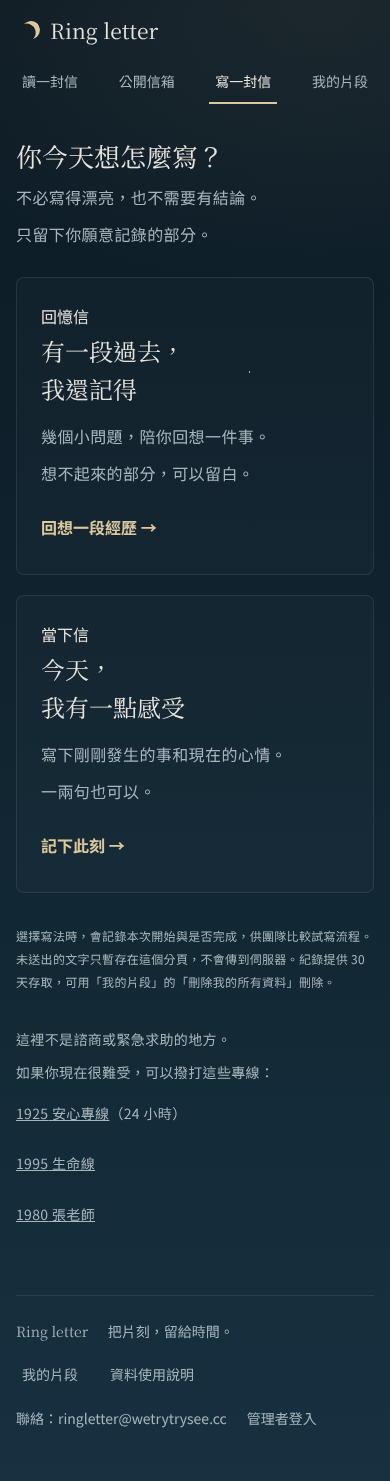 Ring letter
讀一封信 公開信箱 寫一封信 我的片段
你今天想怎麼寫？
不必寫得漂亮，也不需要有結論。
只留下你願意記錄的部分。
回憶信
有一段過去，
我還記得
幾個小問題，陪你回想一件事。
想不起來的部分，可以留白。
回想一段經歷 →
當下信
今天，
我有一點感受
寫下剛剛發生的事和現在的心情。
一兩句也可以。
記下此刻 →
選擇寫法時，會記錄本次開始與是否完成，供團隊比較試寫流程。
未送出的文字只暫存在這個分頁，不會傳到伺服器。紀錄提供 30
天存取，可用「我的片段」的「刪除我的所有資料」刪除。
這裡不是諮商或緊急求助的地方。
如果你現在很難受，可以撥打這些專線：
1925 安心專線（24 小時）
1995 生命線
1980 張老師
Ring letter 把片刻，留給時間。
我的片段 資料使用說明
聯絡：ringletter@wetrytrysee.cc 管理者登入